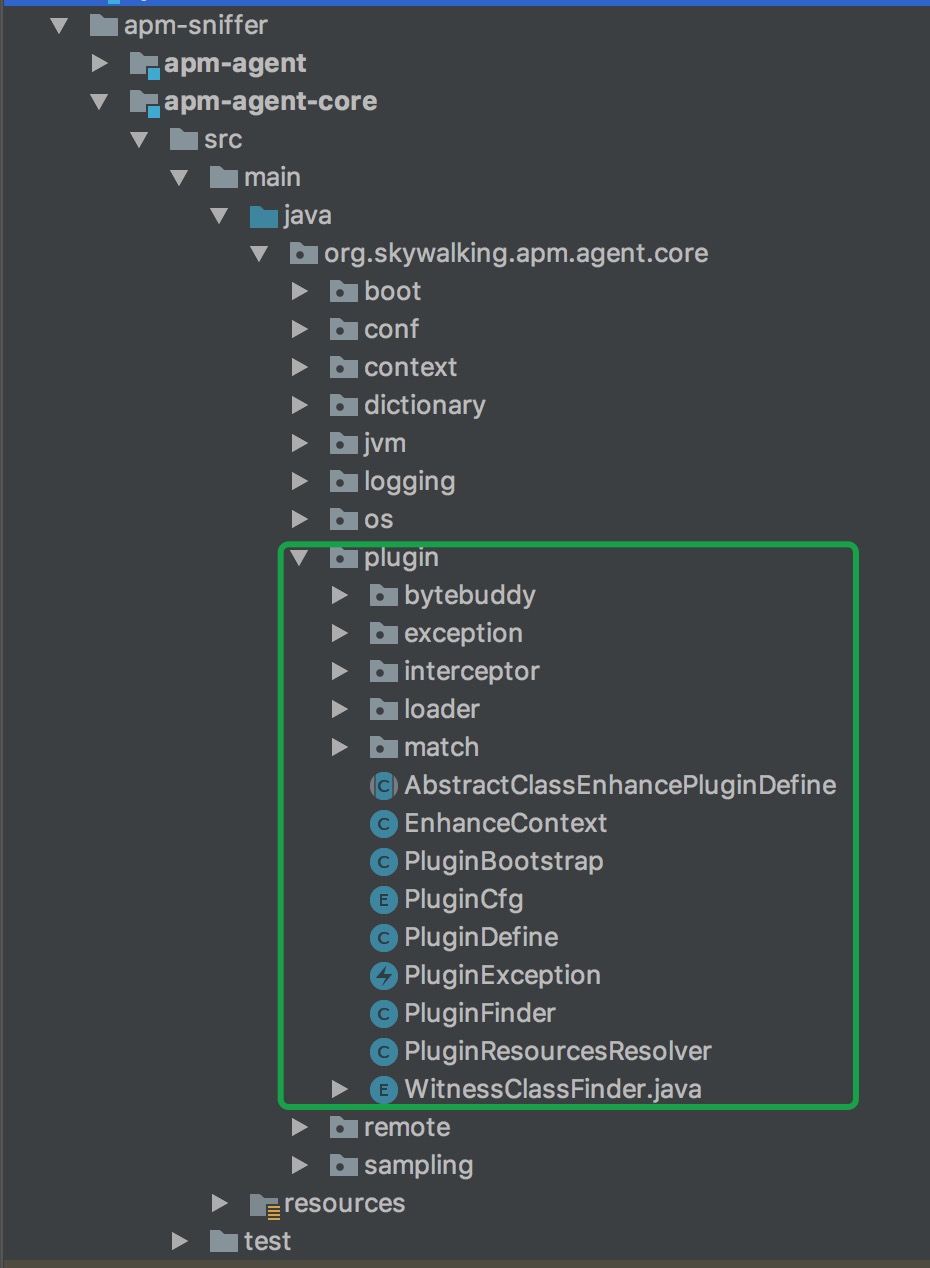 apm-sniffer
apm-agent
apm-agent-core
src
main
java
org.skywalking.apm.agent.core
boot
conf
context
dictionary
jvm
logging
os
plugin
bytebuddy
exception
interceptor
loader
match
C AbstractClassEnhancePluginDefine
C EnhanceContext
C PluginBootstrap
E PluginCfg
C PluginDefine
PluginException
C PluginFinder
C PluginResourcesResolver
E WitnessClassFinder.java
remote
sampling
resources
test